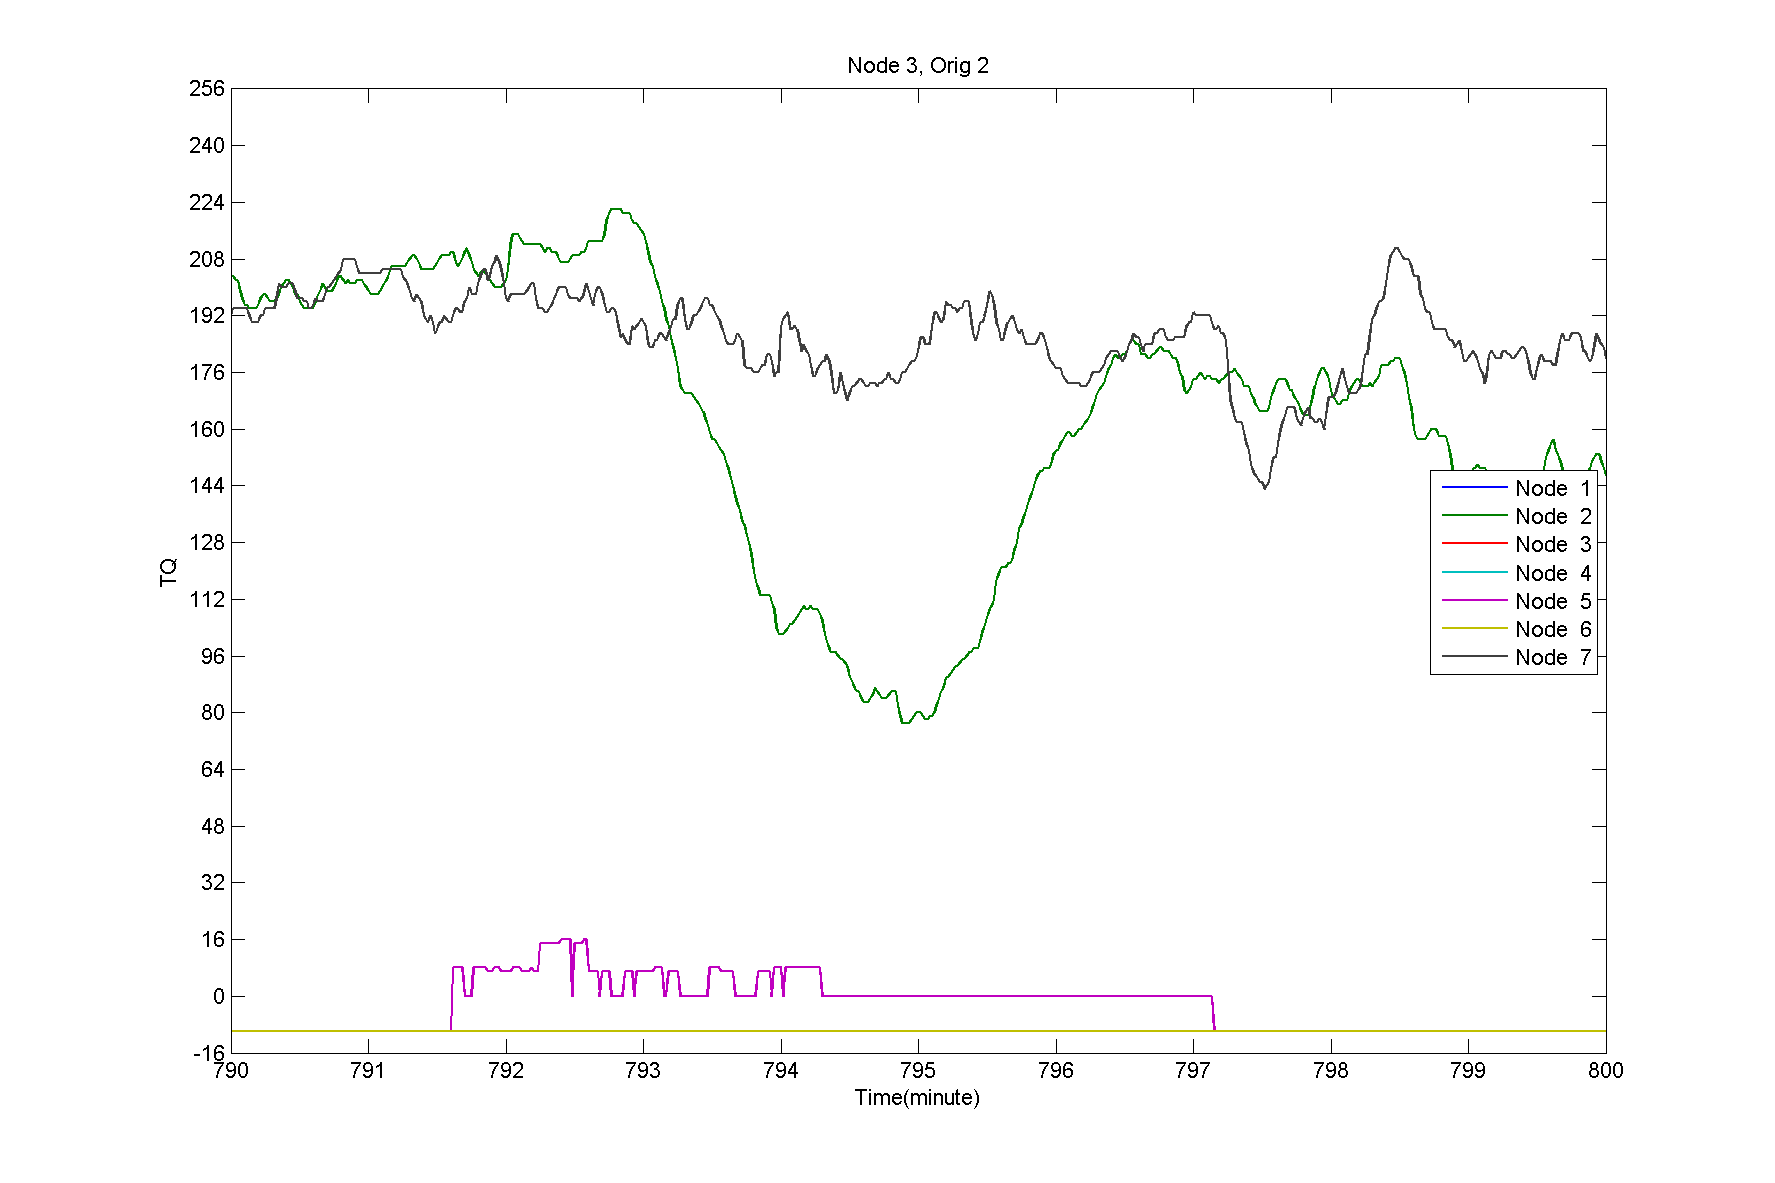 Node 3, Orig 2
256
240
224
208
192
176
160
144
128
112
96
80
64
48
32
16
0
-16
TQ
Node 1
Node 2
Node 3
Node 4
Node 5
Node 6
Node 7
790 791 792 793 794 795 796 797 798 799 800
Time(minute)